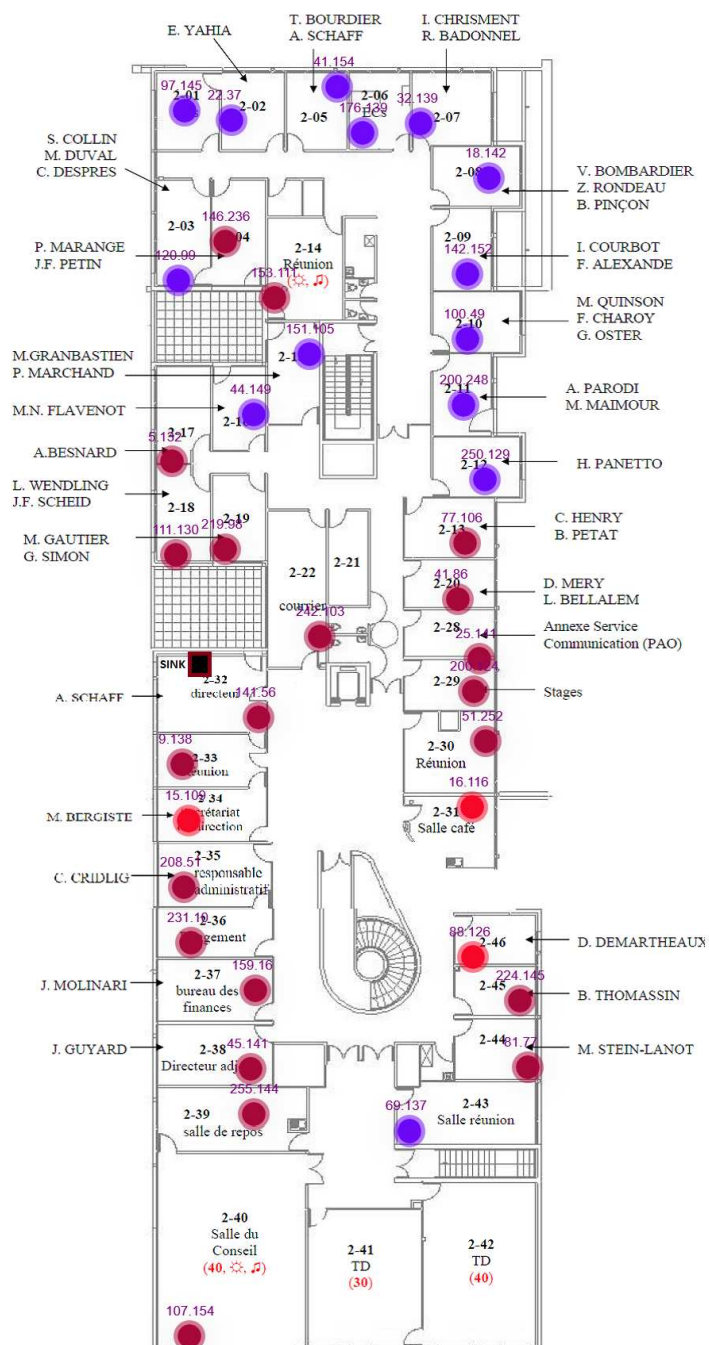 T. BOURDIER
A. SCHAFF
I. CHRISMENT
R. BADONNEL
E. YAHIA
41.154
97.145
2-01
22.37
2-02
2-05
2-06
ECs
176.139
32.139
2-07
S. COLLIN
M. DUVAL
C. DESPRES
18.142
2-08
V. BOMBARDIER
Z. RONDEAU
B. PINÇON
2-03
146.236
04
P. MARANGE
J.F. PETIN
120.99
2-14
Réunion
153.111
2-09
142.152
I. COURBOT
F. ALEXANDE
100.49
2-10
M. QUINSON
F. CHAROY
G. OSTER
151.105
M.GRANBASTIEN
P. MARCHAND
44.149
M.N. FLAVENOT
200.248
2-11
A. PARODI
M. MAIMOUR
2-17
5.132
A.BESNARD
250.129
2-12
H. PANETTO
L. WENDLING
J.F. SCHEID
2-18
2-19
219.98
111.130
M. GAUTIER
G. SIMON
77.106
2-13
C. HENRY
B. PETAT
2-22
courrier
2-21
242.103
41.86
2-20
D. MERY
L. BELLALEM
2-28
25.141
Annexe Service
Communication (PAO)
SINK
2-32
directeur
141.56
A. SCHAFF
2-29
Stages
51.252
2-30
Réunion
9.138
2-33
16.116
2-31
Salle café
15.109
2-34
M. BERGISTE
2-35
responsable
administratif
208.51
C. CRIDLIG
231.10
2-36
88.126
2-46
D. DEMARTHEAUX
2-37
bureau des
finances
159.16
J. MOLINARI
224.145
2-45
B. THOMASSIN
J. GUYARD
2-38
Directeur adj
45.141
2-44
81.77
M. STEIN-LANOT
255.144
2-39
salle de repos
69.137
2-43
Salle réunion
2-40
Salle du
Conseil
(40, ☼, ♫)
2-41
TD
(30)
2-42
TD
(40)
107.154